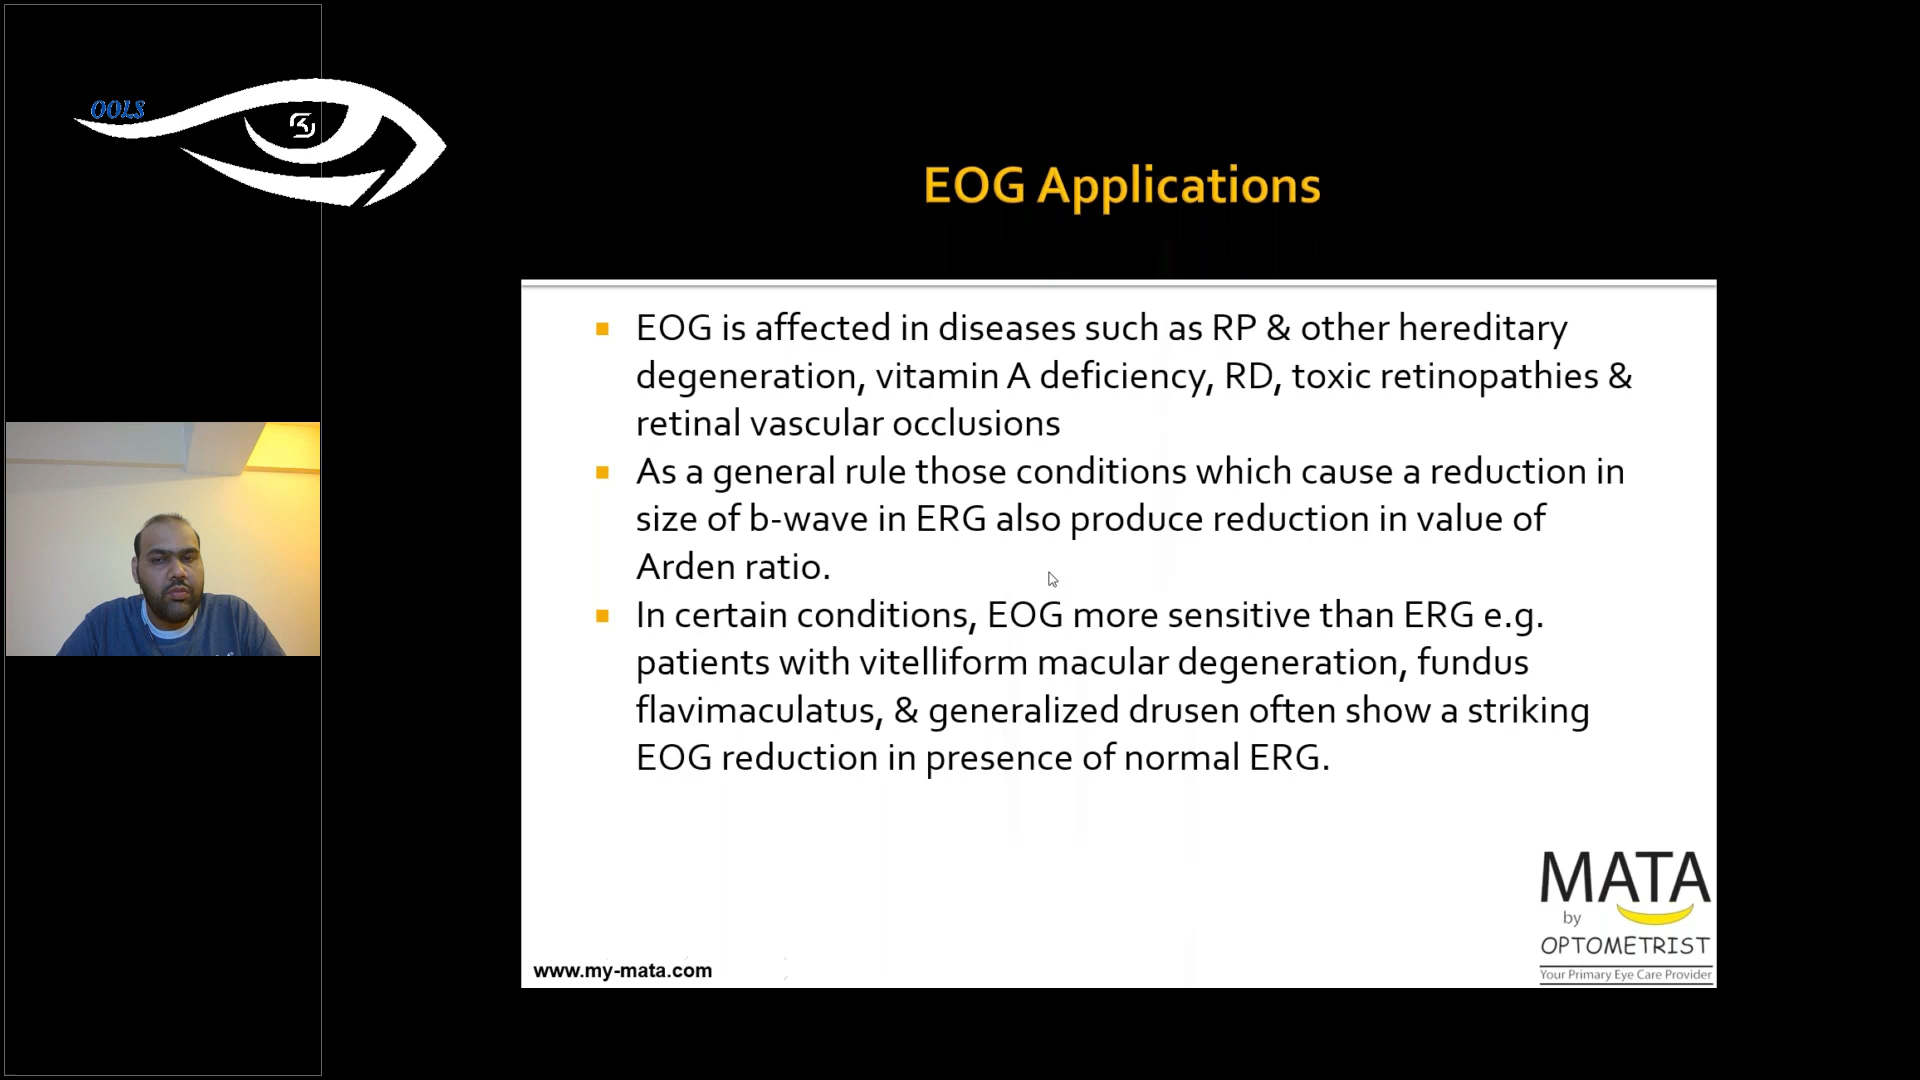 OOLS
EOG Applications
EOG is affected in diseases such as RP & other hereditary
degeneration, vitamin A deficiency, RD, toxic retinopathies &
retinal vascular occlusions
As a general rule those conditions which cause a reduction in
size of b-wave in ERG also produce reduction in value of
Arden ratio.
In certain conditions, EOG more sensitive than ERG e.g.
patients with vitelliform macular degeneration, fundus
flavimaculatus, & generalized drusen often show a striking
EOG reduction in presence of normal ERG.
MATA
by
OPTOMETRIST
Your Primary Eye Care Provider
www.my-mata.com